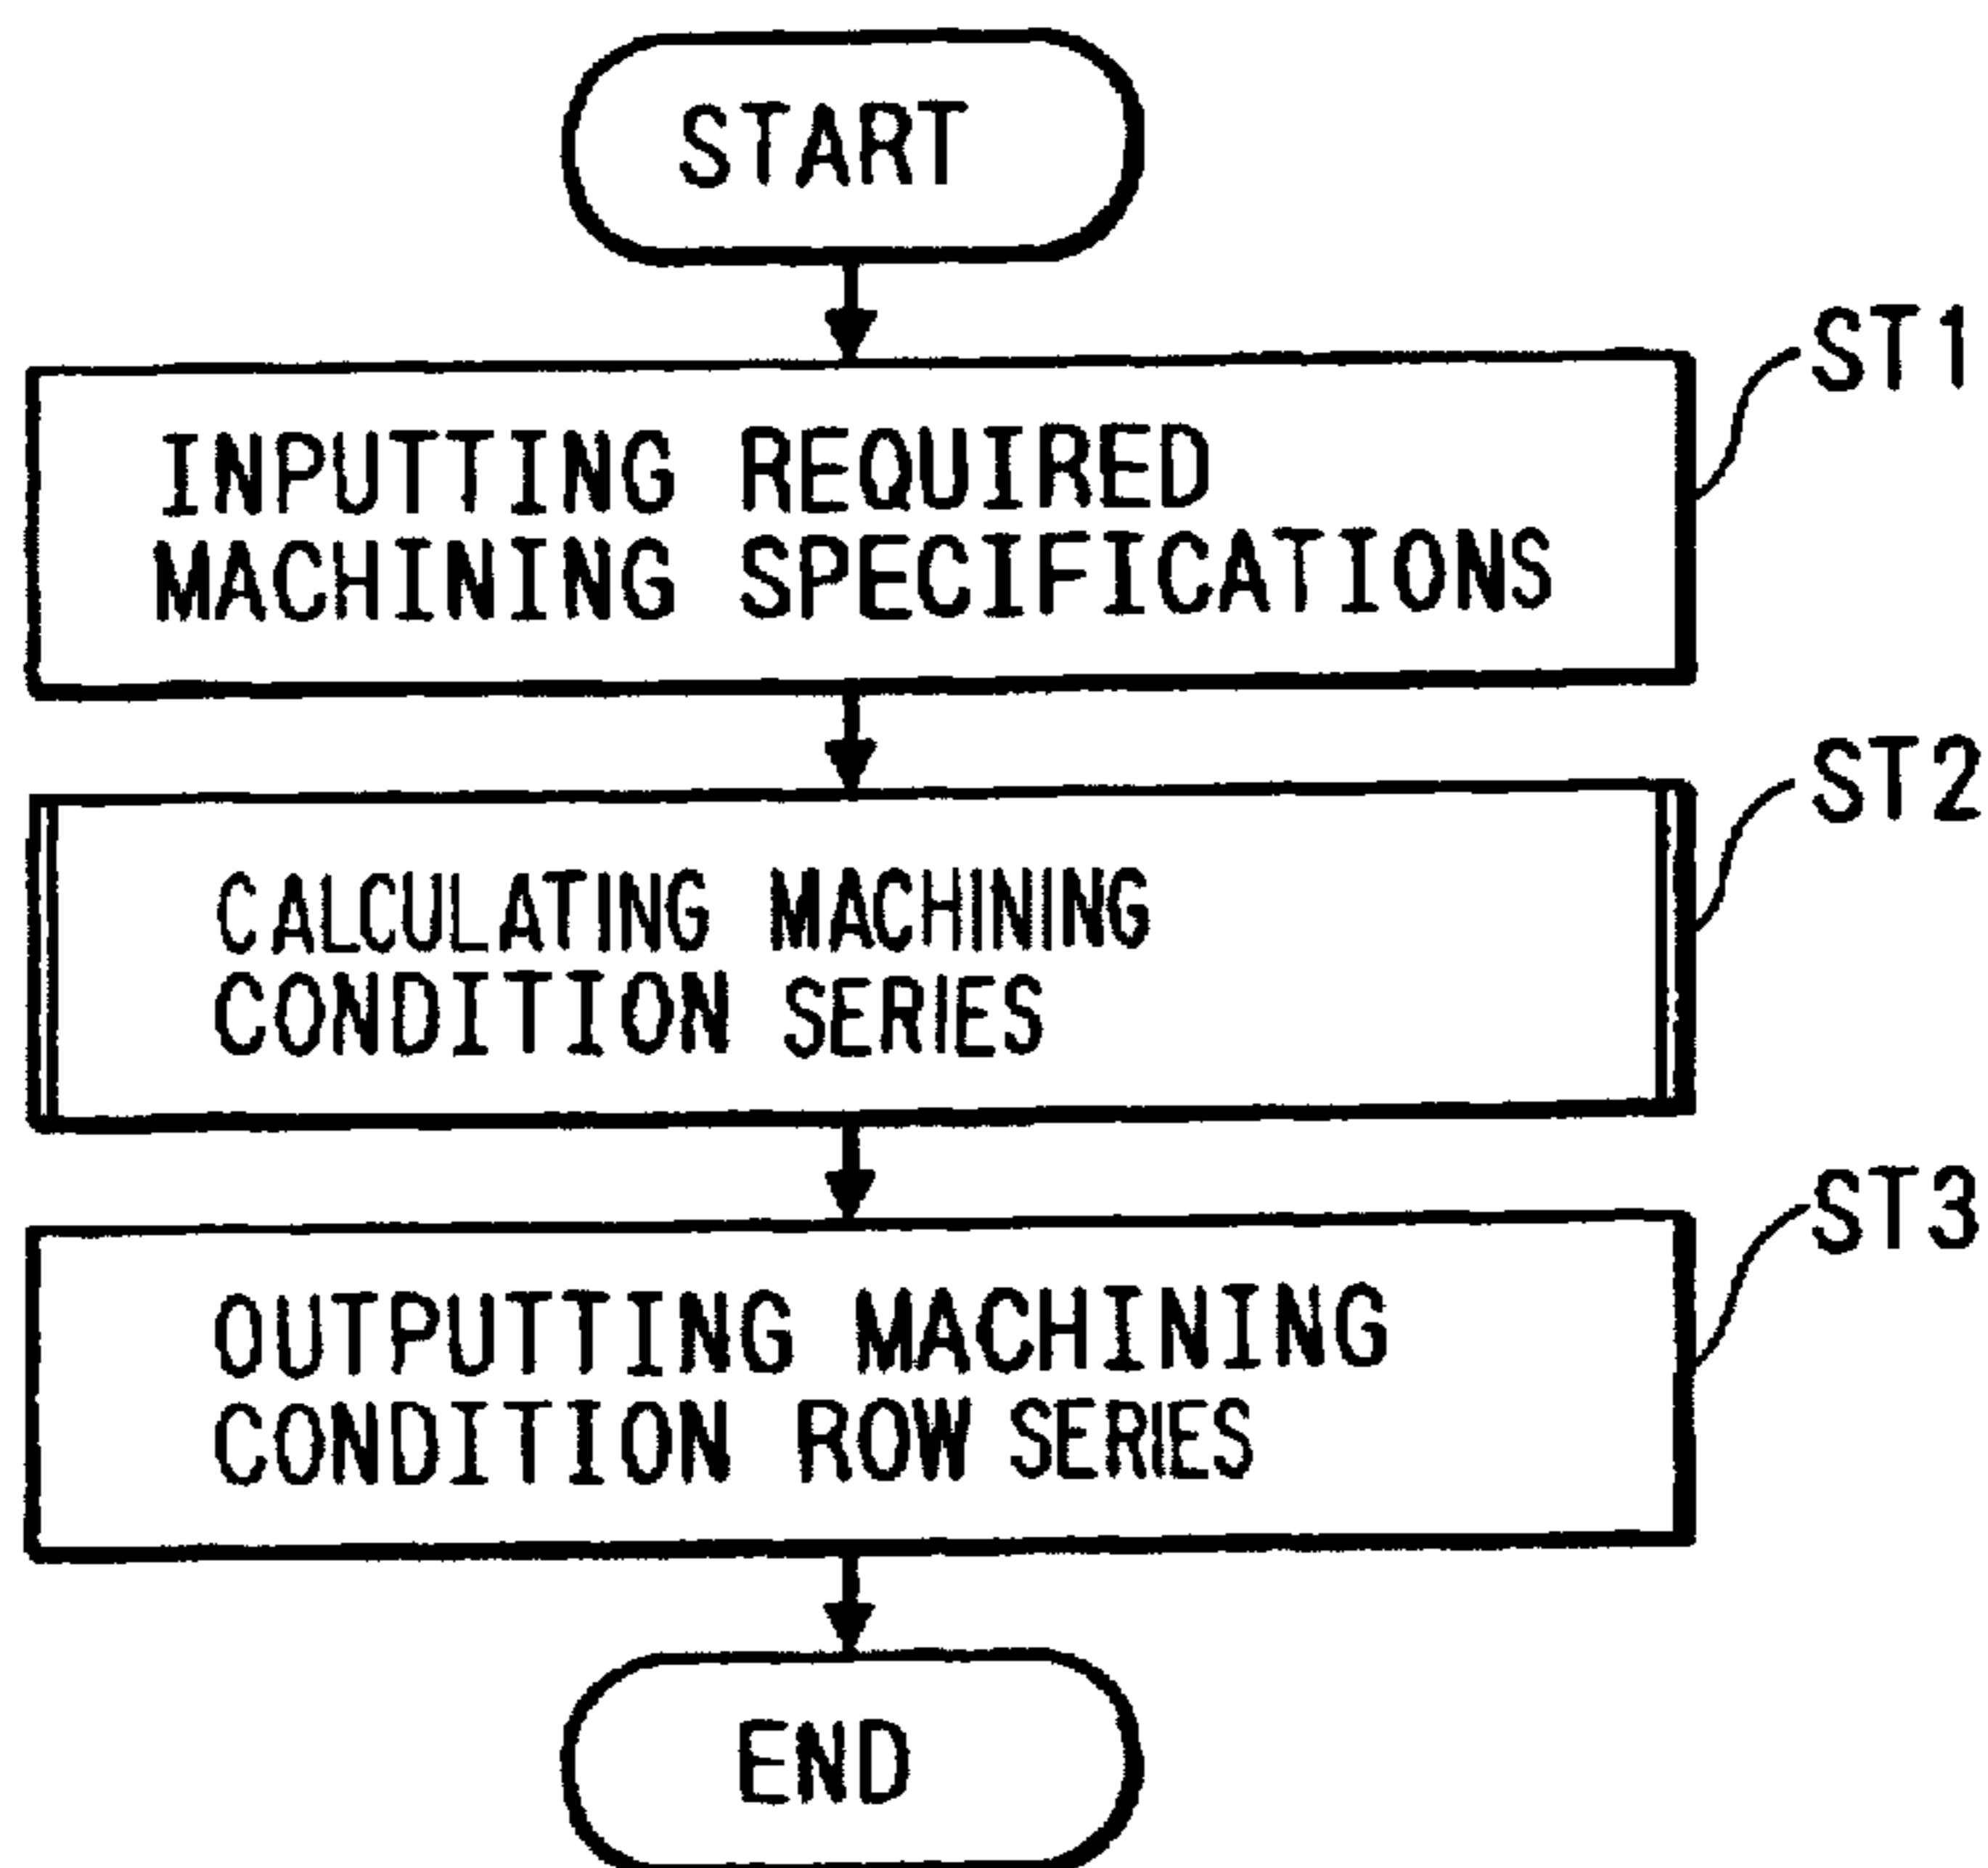 START
ST1
INPUTTING REQUIRED
MACHINING SPECIFICATIONS
ST2
CALCULATING MACHINING
CONDITION SERIES
ST3
OUTPUTTING MACHINING
CONDITION ROW SERIES
END